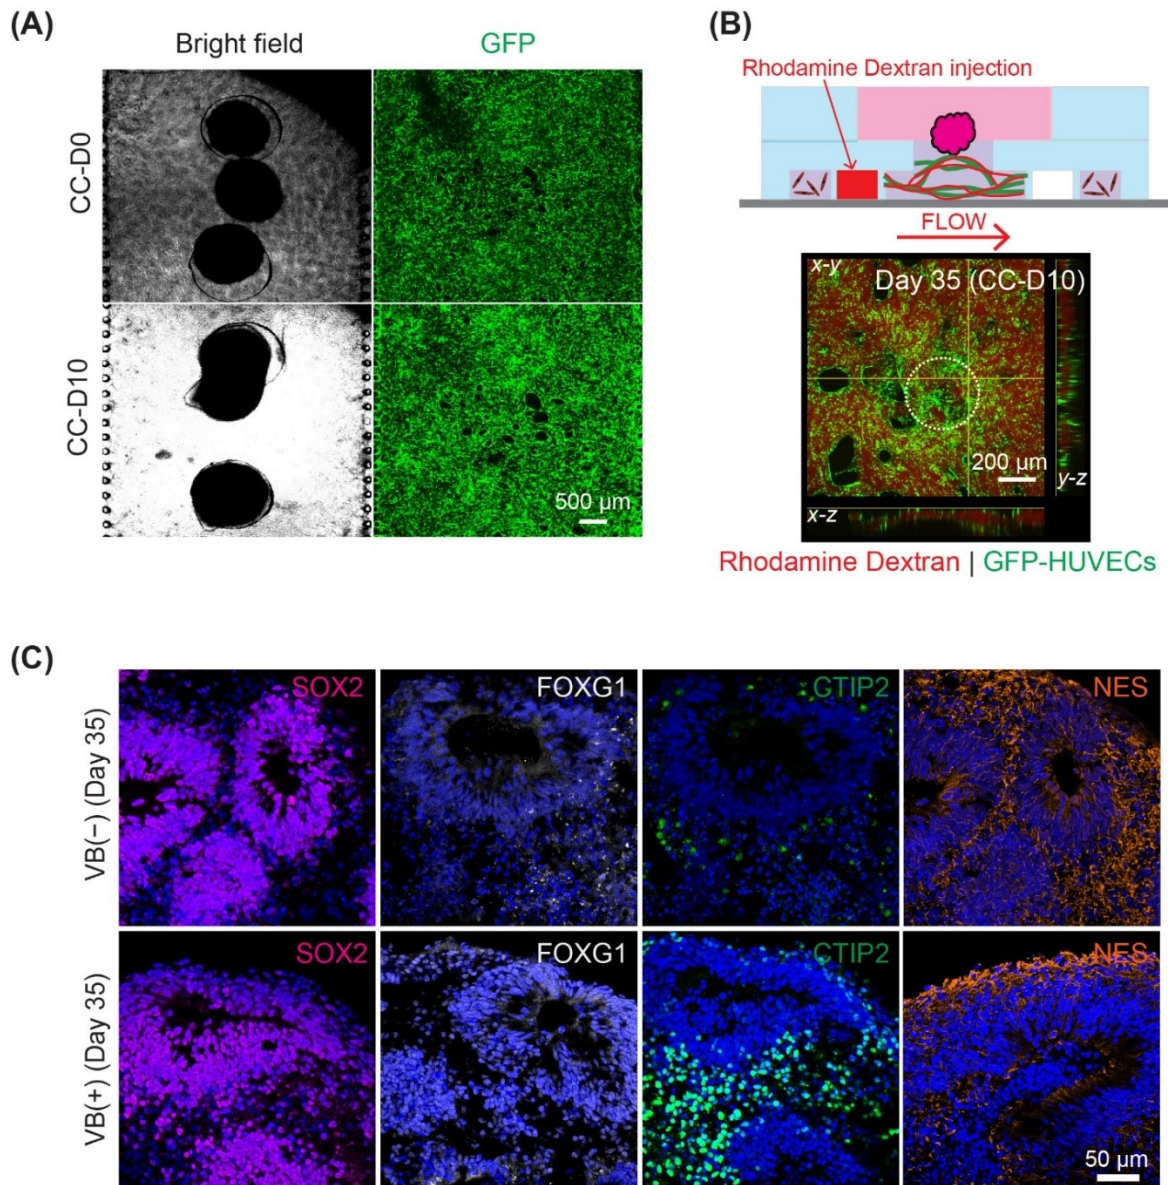 (A)
Bright field
GFP
CC-D0
CC-D10
500 μm
(B)
Rhodamine Dextran injection
FLOW
x-y
Day 35 (CC-D10)
200 μm
y-z
x-z
Rhodamine Dextran | GFP-HUVECs
(C)
VB(−) (Day 35)
SOX2
FOXG1
CTIP2
NES
VB(+) (Day 35)
SOX2
FOXG1
CTIP2
NES
50 μm